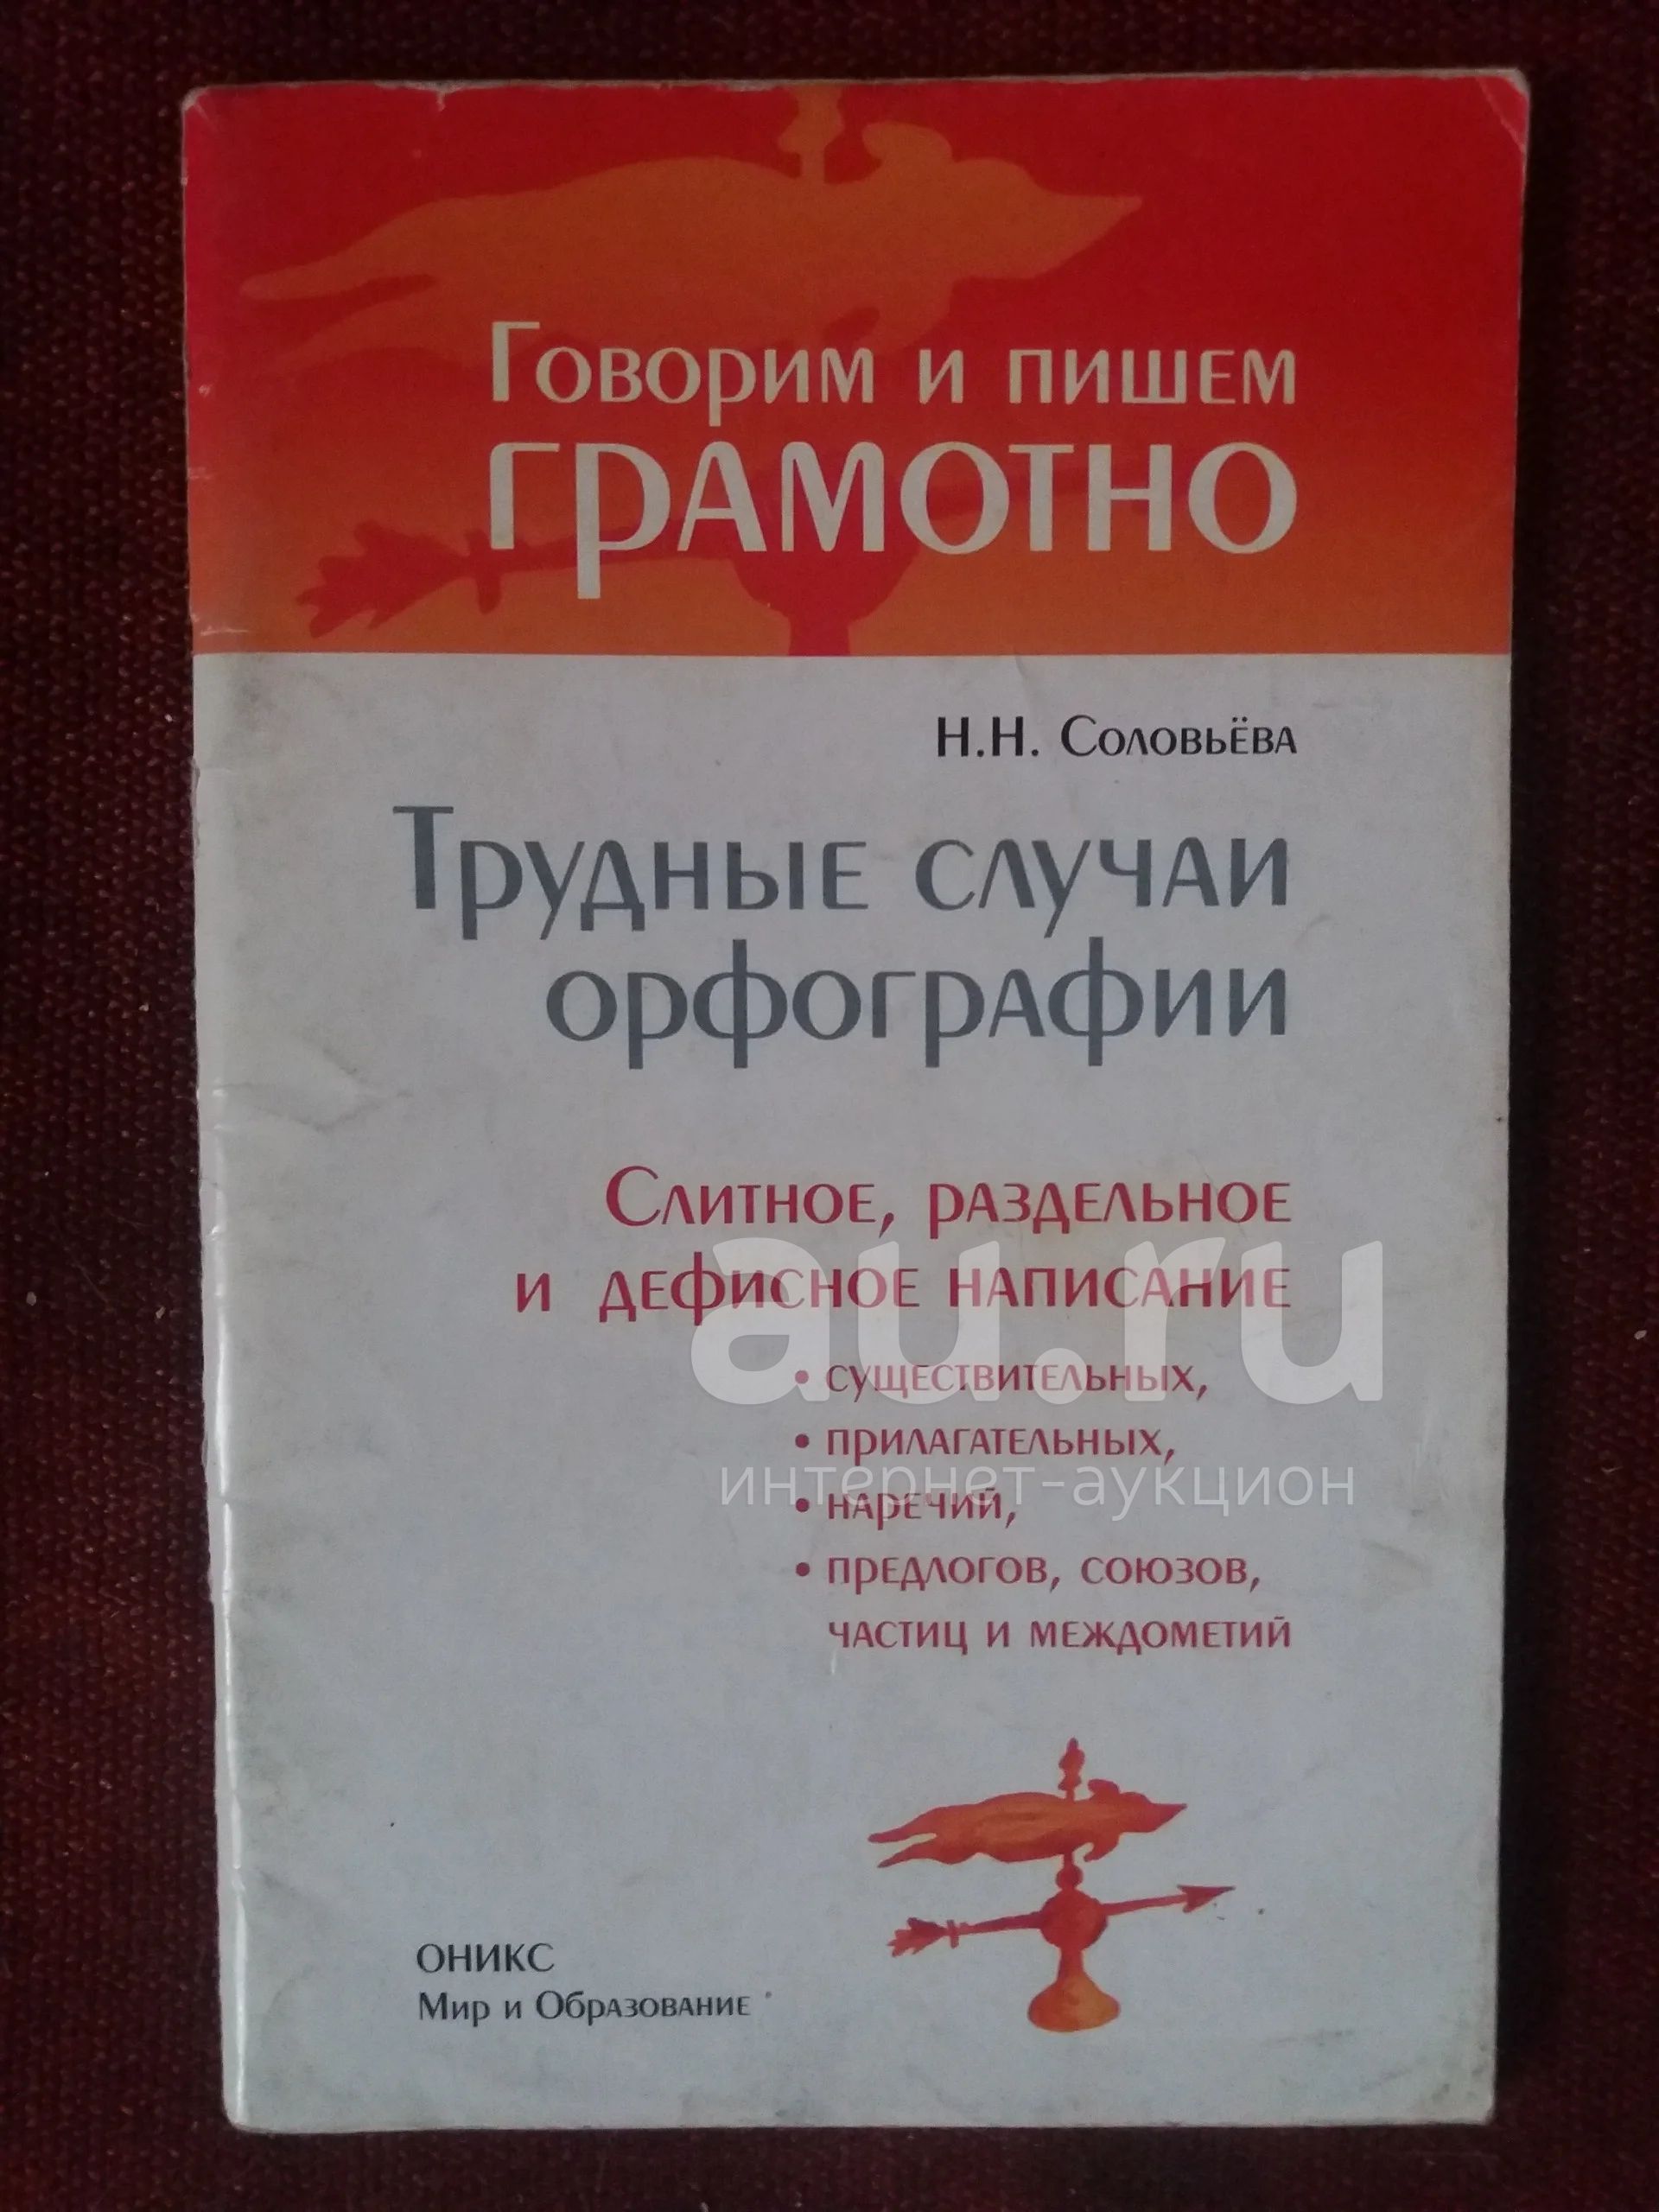 Говорим и пишем
грамотно
Н.Н. Соловьёва
Трудные случаи
орфографии
Слитное, раздельное
и дефисное написание
• существительных,
• прилагательных,
• наречий,
• предлогов, союзов,
частиц и междометий
au.ru
интернет-аукцион
ОНИКС
Мир и Образование